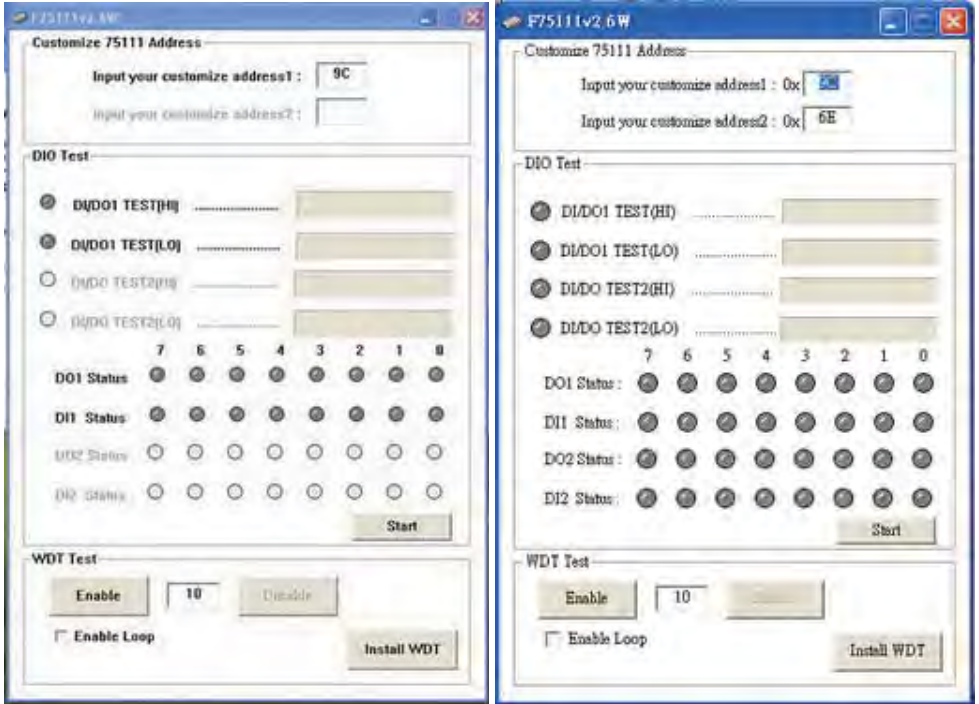 F75111v2.6W
Customize 75111 Address
Input your customize address1 : 9C
Input your customize address2 :
DIO Test
DI/DO1 TEST(HI) ......................
DI/DO1 TEST(LO) ......................
DI/DO TEST2(HI)
DI/DO TEST2(LO) ......................
7 6 5 4 3 2 1 0
DO1 Status
DI1 Status
DO2 Status
DI2 Status
Start
WDT Test
Enable 10 Disable
Enable Loop
Install WDT
F75111v2.6W
Customize 75111 Address
Input your customize address1 : 0x
Input your customize address2 : 0x 6E
DIO Test
DI/DO1 TEST(HI) ......................
DI/DO1 TEST(LO) ......................
DI/DO TEST2(HI) ......................
DI/DO TEST2(LO) ......................
7 6 5 4 3 2 1 0
DO1 Status :
DI1 Status :
DO2 Status :
DI2 Status :
Start
WDT Test
Enable 10
Enable Loop
Install WDT